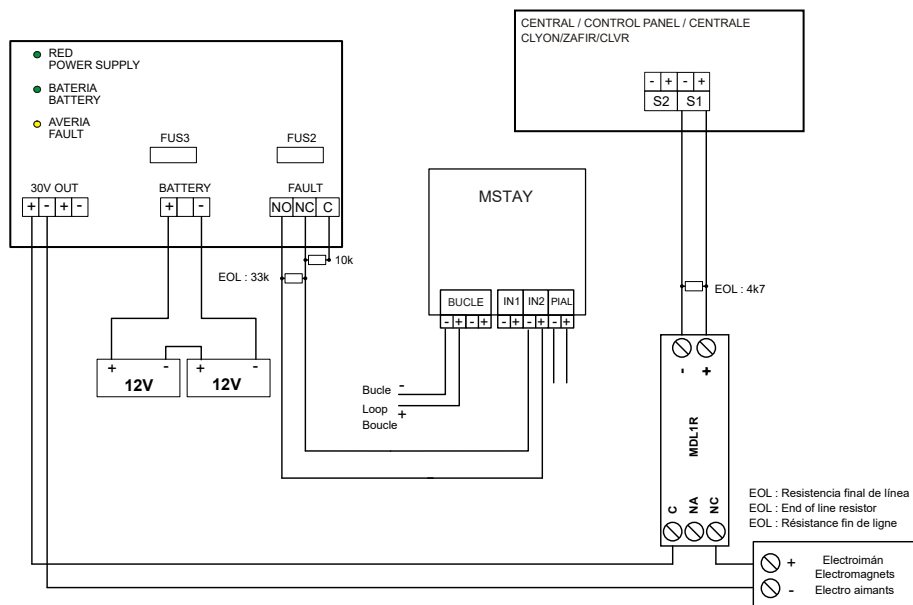 CENTRAL / CONTROL PANEL / CENTRALE
CLYON/ZAFIR/CLVR
- + - +
S2 S1
RED
POWER SUPPLY
BATERIA
BATTERY
AVERIA
FAULT
FUS3
FUS2
30V OUT
+ - + -
BATTERY
+ -
FAULT
NO NC C
10k
EOL : 33k
MSTAY
BUCLE
- + - +
IN1 IN2 PIAL
- + - + - +
EOL : 4k7
+ -
12V
+ -
12V
Bucle -
Loop +
Boucle
- +
MDL1R
C NA NC
EOL : Resistencia final de línea
EOL : End of line resistor
EOL : Résistance fin de ligne
+
-
Electroimán
Electromagnets
Electro aimants